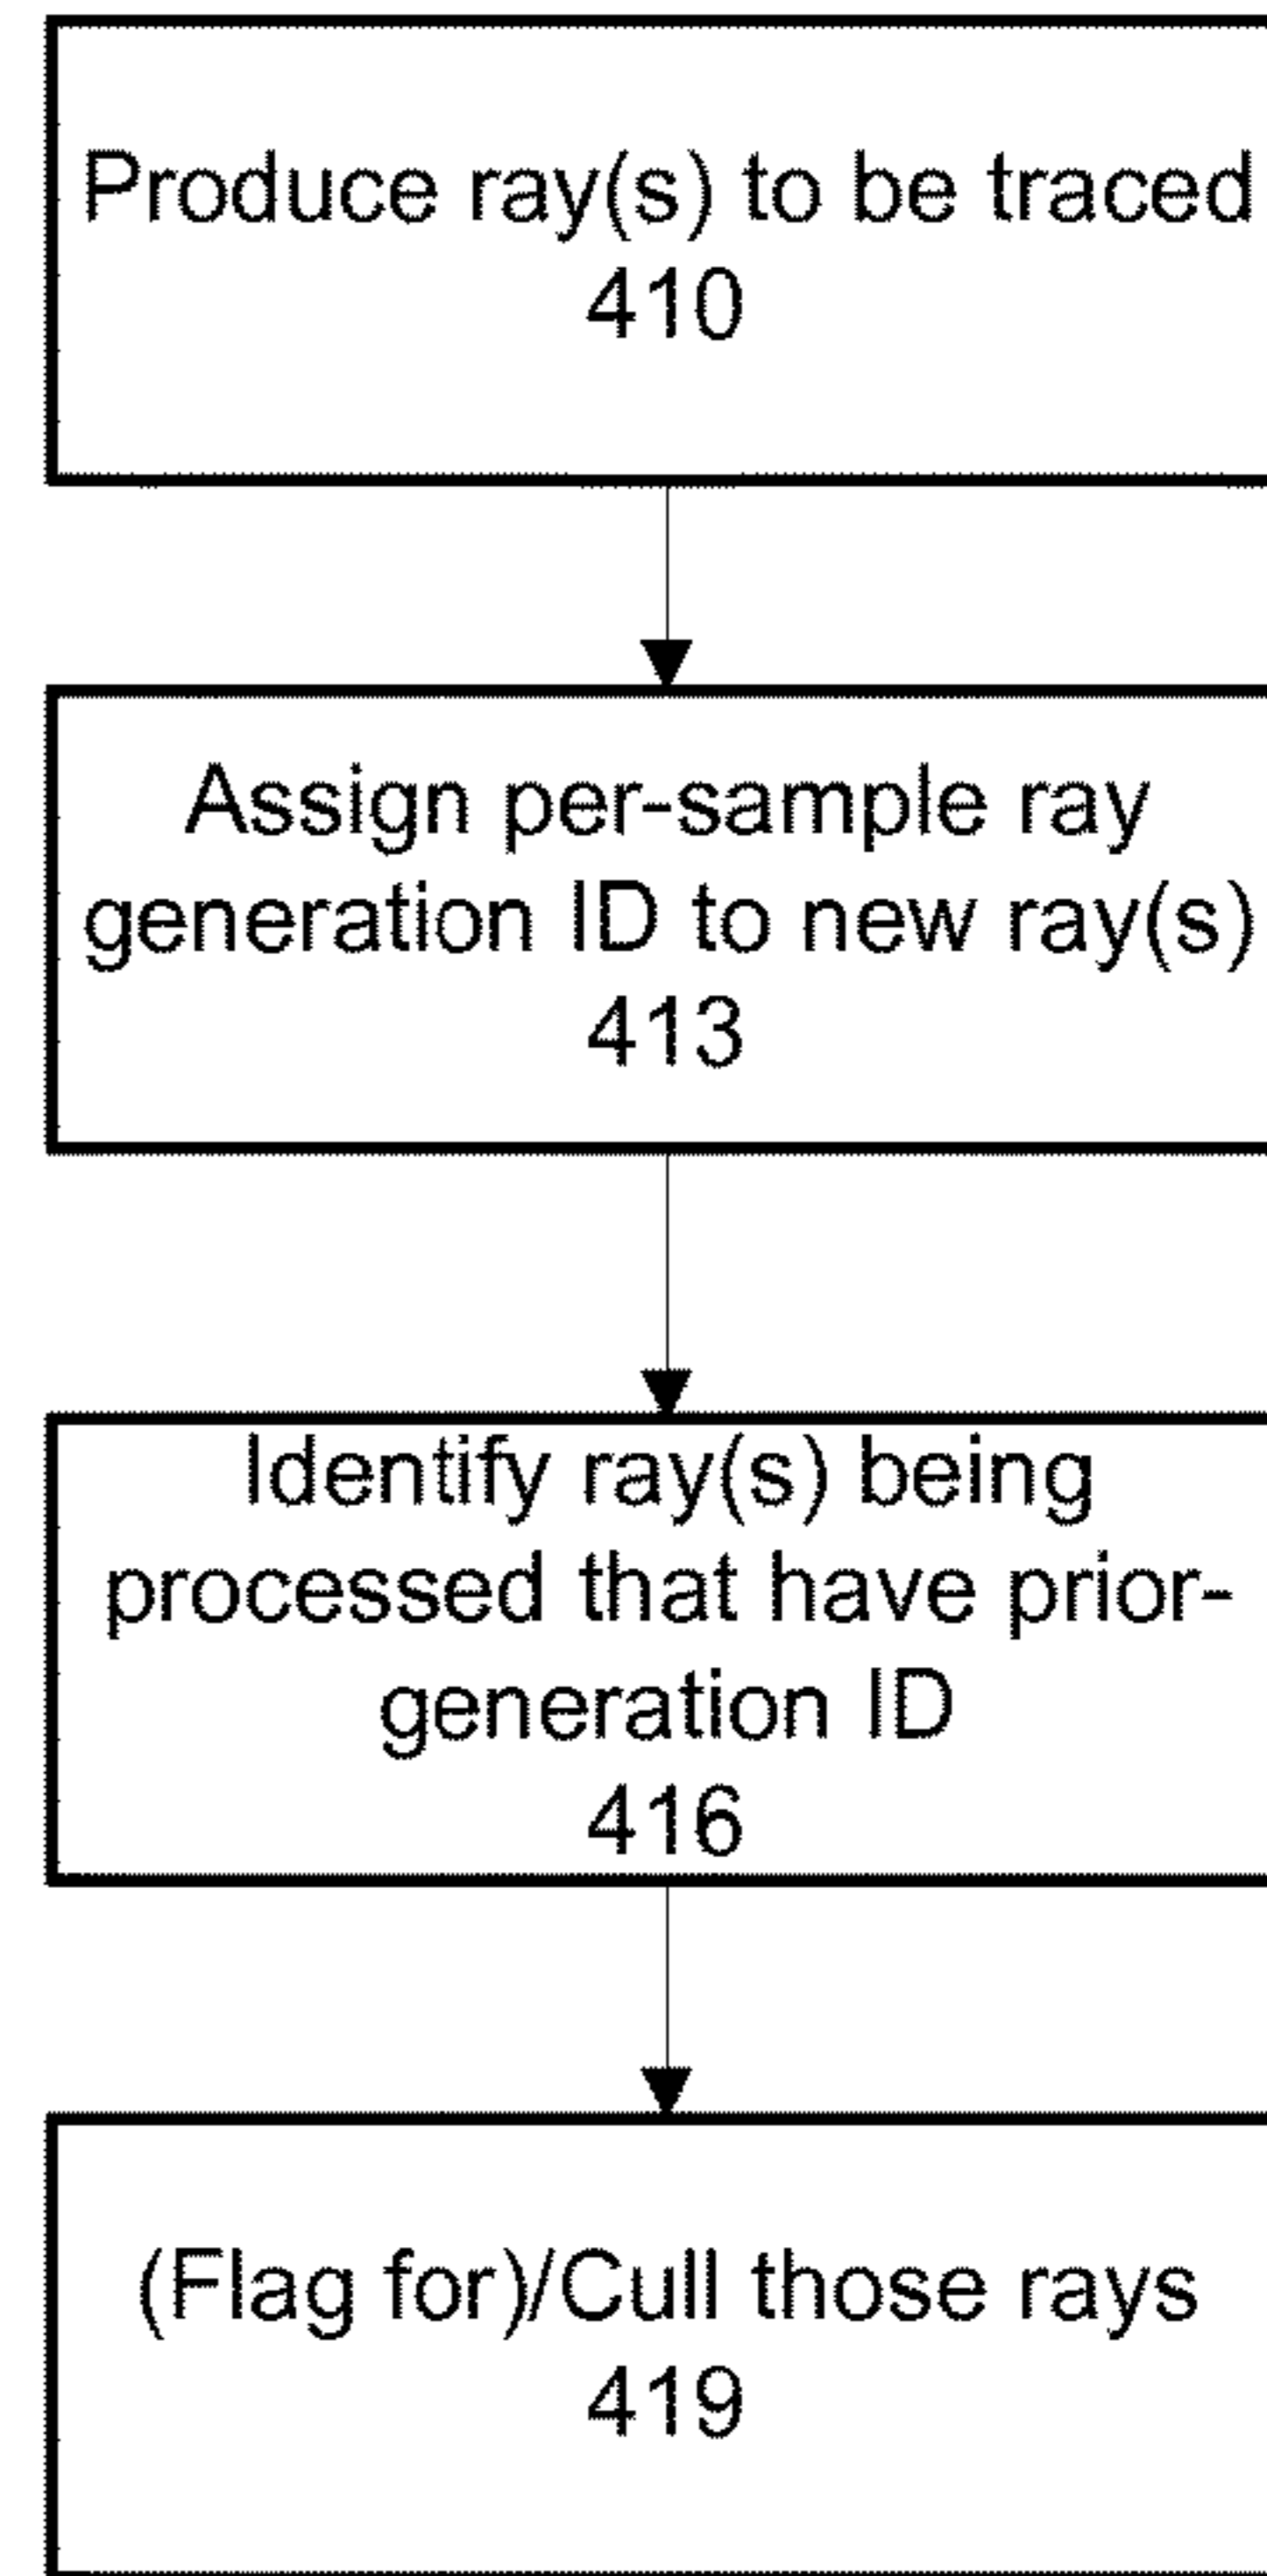 Produce ray(s) to be traced
410
Assign per-sample ray
generation ID to new ray(s)
413
Identify ray(s) being
processed that have prior-
generation ID
416
(Flag for)/Cull those rays
419